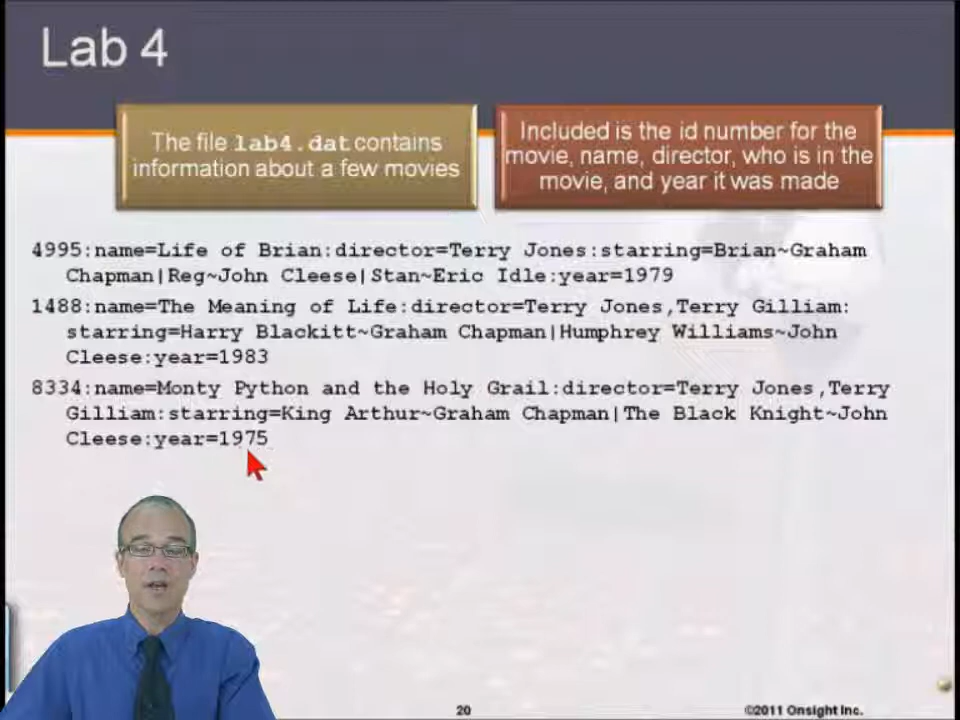 Lab 4
The file lab4.dat contains
information about a few movies
Included is the id number for the
movie, name, director, who is in the
movie, and year it was made
4995:name=Life of Brian:director=Terry Jones:starring=Brian~Graham
Chapman|Reg~John Cleese|Stan~Eric Idle:year=1979
1488:name=The Meaning of Life:director=Terry Jones,Terry Gilliam:
starring=Harry Blackitt~Graham Chapman|Humphrey Williams~John
Cleese:year=1983
8334:name=Monty Python and the Holy Grail:director=Terry Jones,Terry
Gilliam:starring=King Arthur~Graham Chapman|The Black Knight~John
Cleese:year=1975
20
©2011 Onsight Inc.